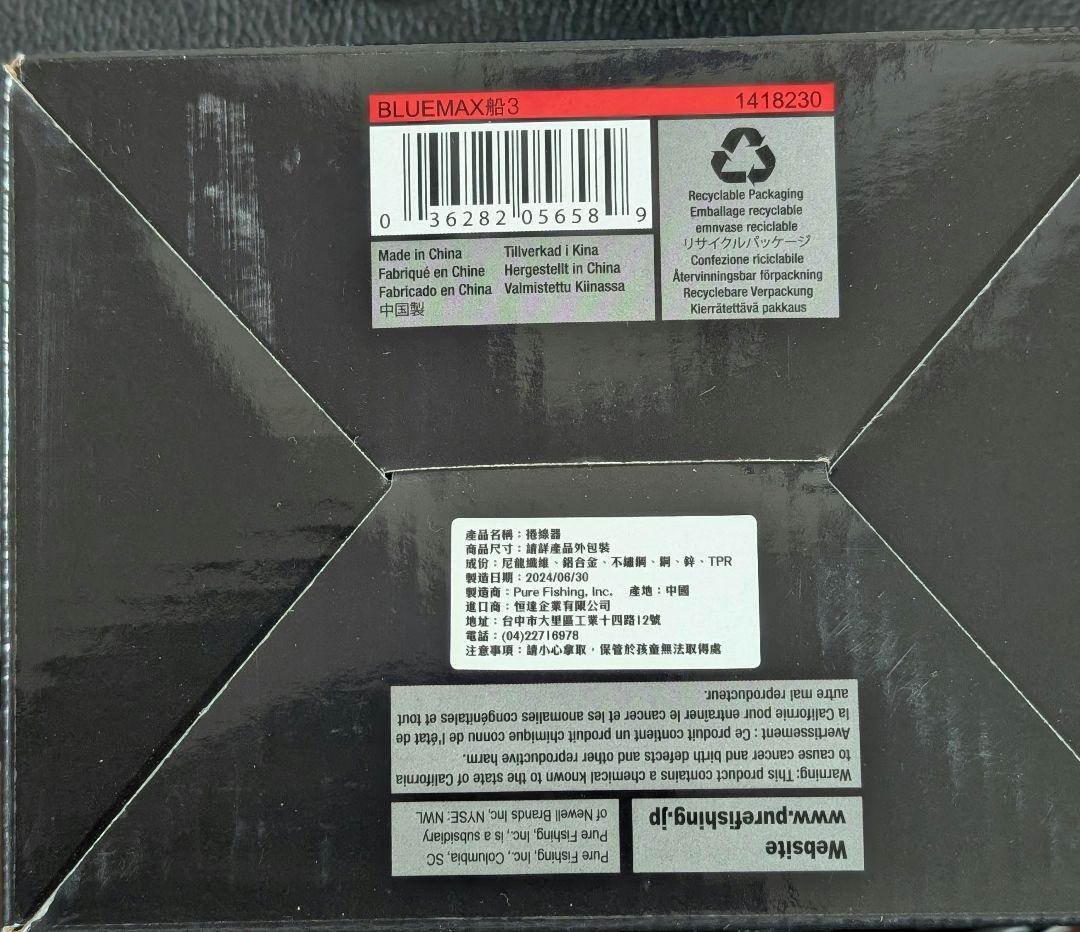 BLUEMAX船3 1418230
0 36282 05658 9
Made in China
Fabriqué en Chine
Fabricado en China
中国製
Tillverkad i Kina
Hergestellt in China
Valmistettu Kiinassa
Recyclable Packaging
Emballage recyclable
emnvase reciclable
リサイクルパッケージ
Confezione riciclabile
Återvinningsbar förpackning
Recyclebare Verpackung
Kierrätettävä pakkaus
產品名稱：捲線器
商品尺寸：請詳產品外包裝
成份：尼龍纖維、鋁合金、不鏽鋼、銅、鋅、TPR
製造日期：2024/06/30
製造商：Pure Fishing, Inc. 產地：中國
進口商：恒達企業有限公司
地址：台中市大里區工業十四路12號
電話：(04)22716978
注意事項：請小心拿取，保管於孩童無法取得處
Warning: This product contains a chemical known to the state of California
to cause cancer and birth defects and other reproductive harm.
Avertissement : Ce produit contient un produit chimique connu de l'état de
la Californie pour entraîner le cancer et les anomalies congénitales et tout
autre mal reproducteur.
Website
www.purefishing.jp
Pure Fishing, Inc., Columbia, SC,
Pure Fishing, Inc., is a subsidiary
of Newell Brands Inc, NYSE: NWL